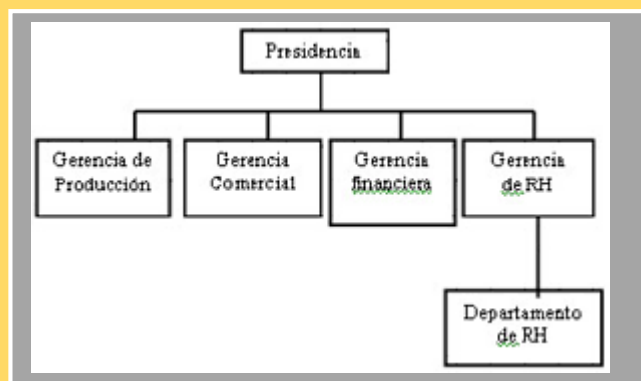 Presidencia
Gerencia de
Producción
Gerencia
Comercial
Gerencia
financiera
Gerencia
de RH
Departamento
de RH